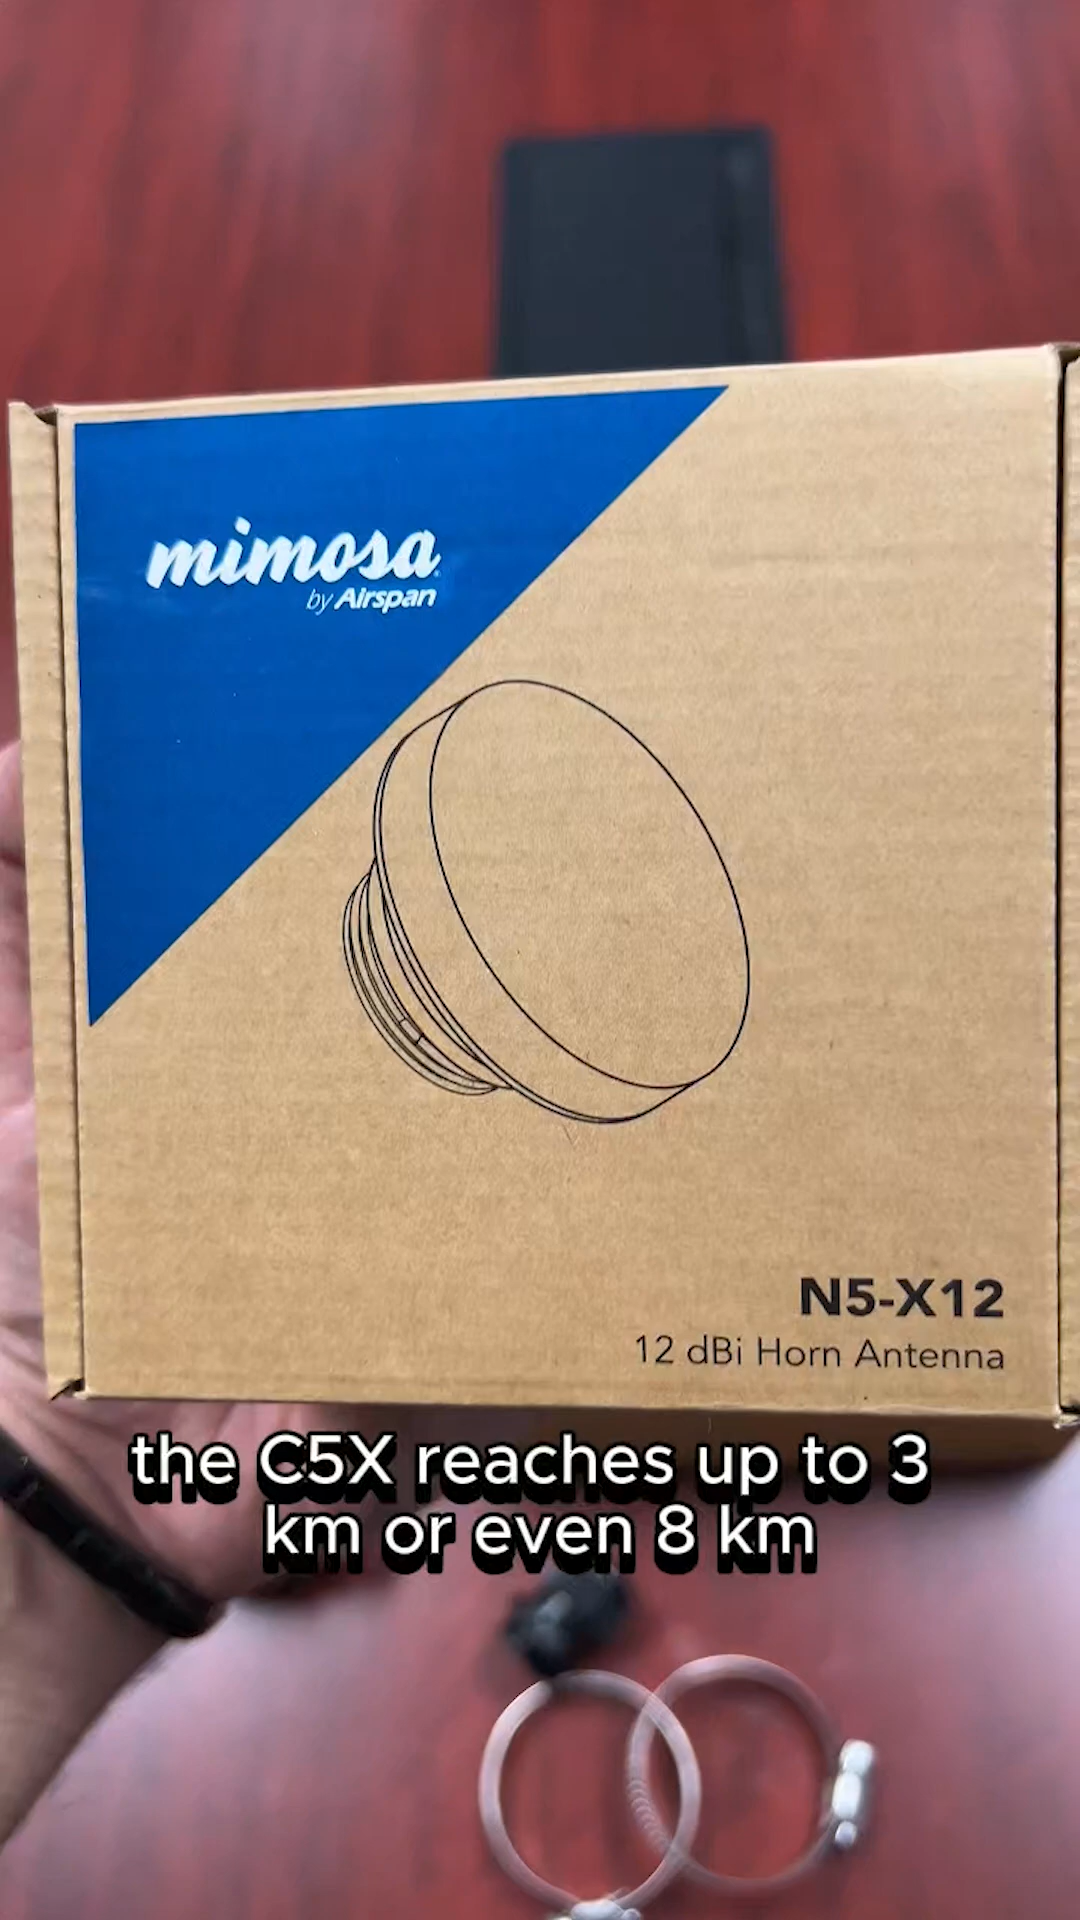 mimosa
by Airspan
N5-X12
12 dBi Horn Antenna
the C5X reaches up to 3
km or even 8 km